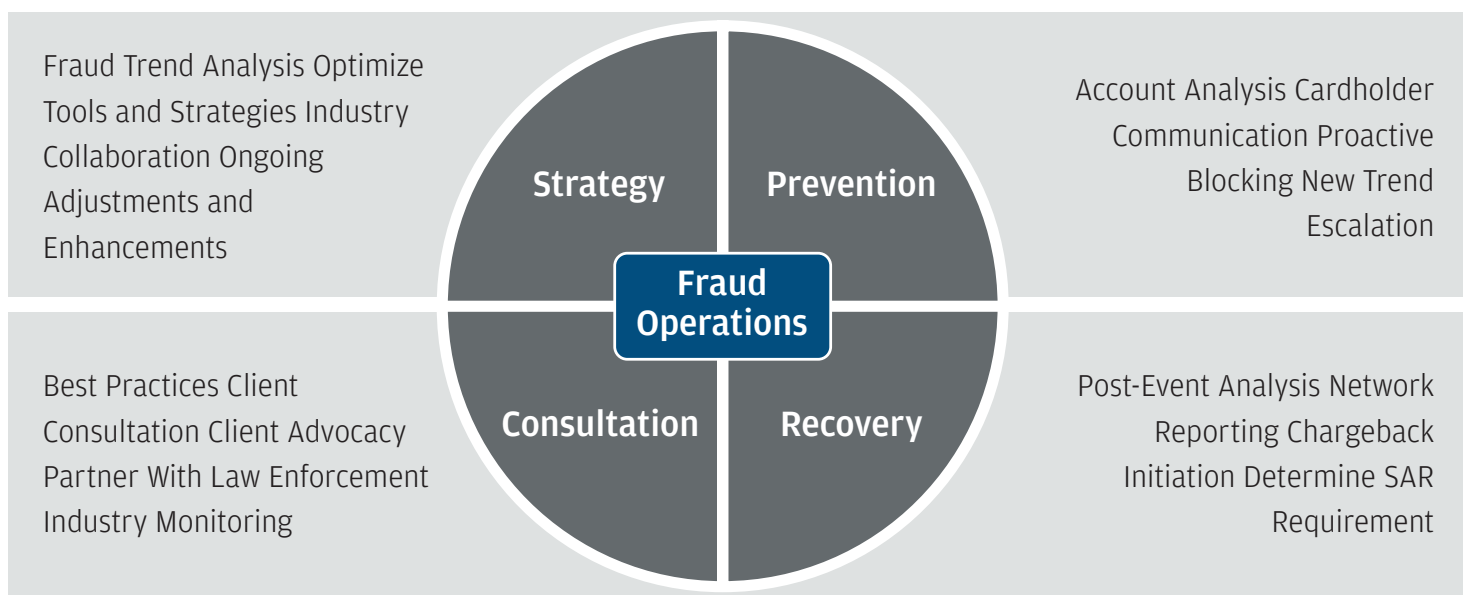 Fraud Trend Analysis Optimize
Tools and Strategies Industry
Collaboration Ongoing
Adjustments and
Enhancements
Strategy
Prevention
Account Analysis Cardholder
Communication Proactive
Blocking New Trend
Escalation
Fraud
Operations
Best Practices Client
Consultation Client Advocacy
Partner With Law Enforcement
Industry Monitoring
Consultation
Recovery
Post-Event Analysis Network
Reporting Chargeback
Initiation Determine SAR
Requirement